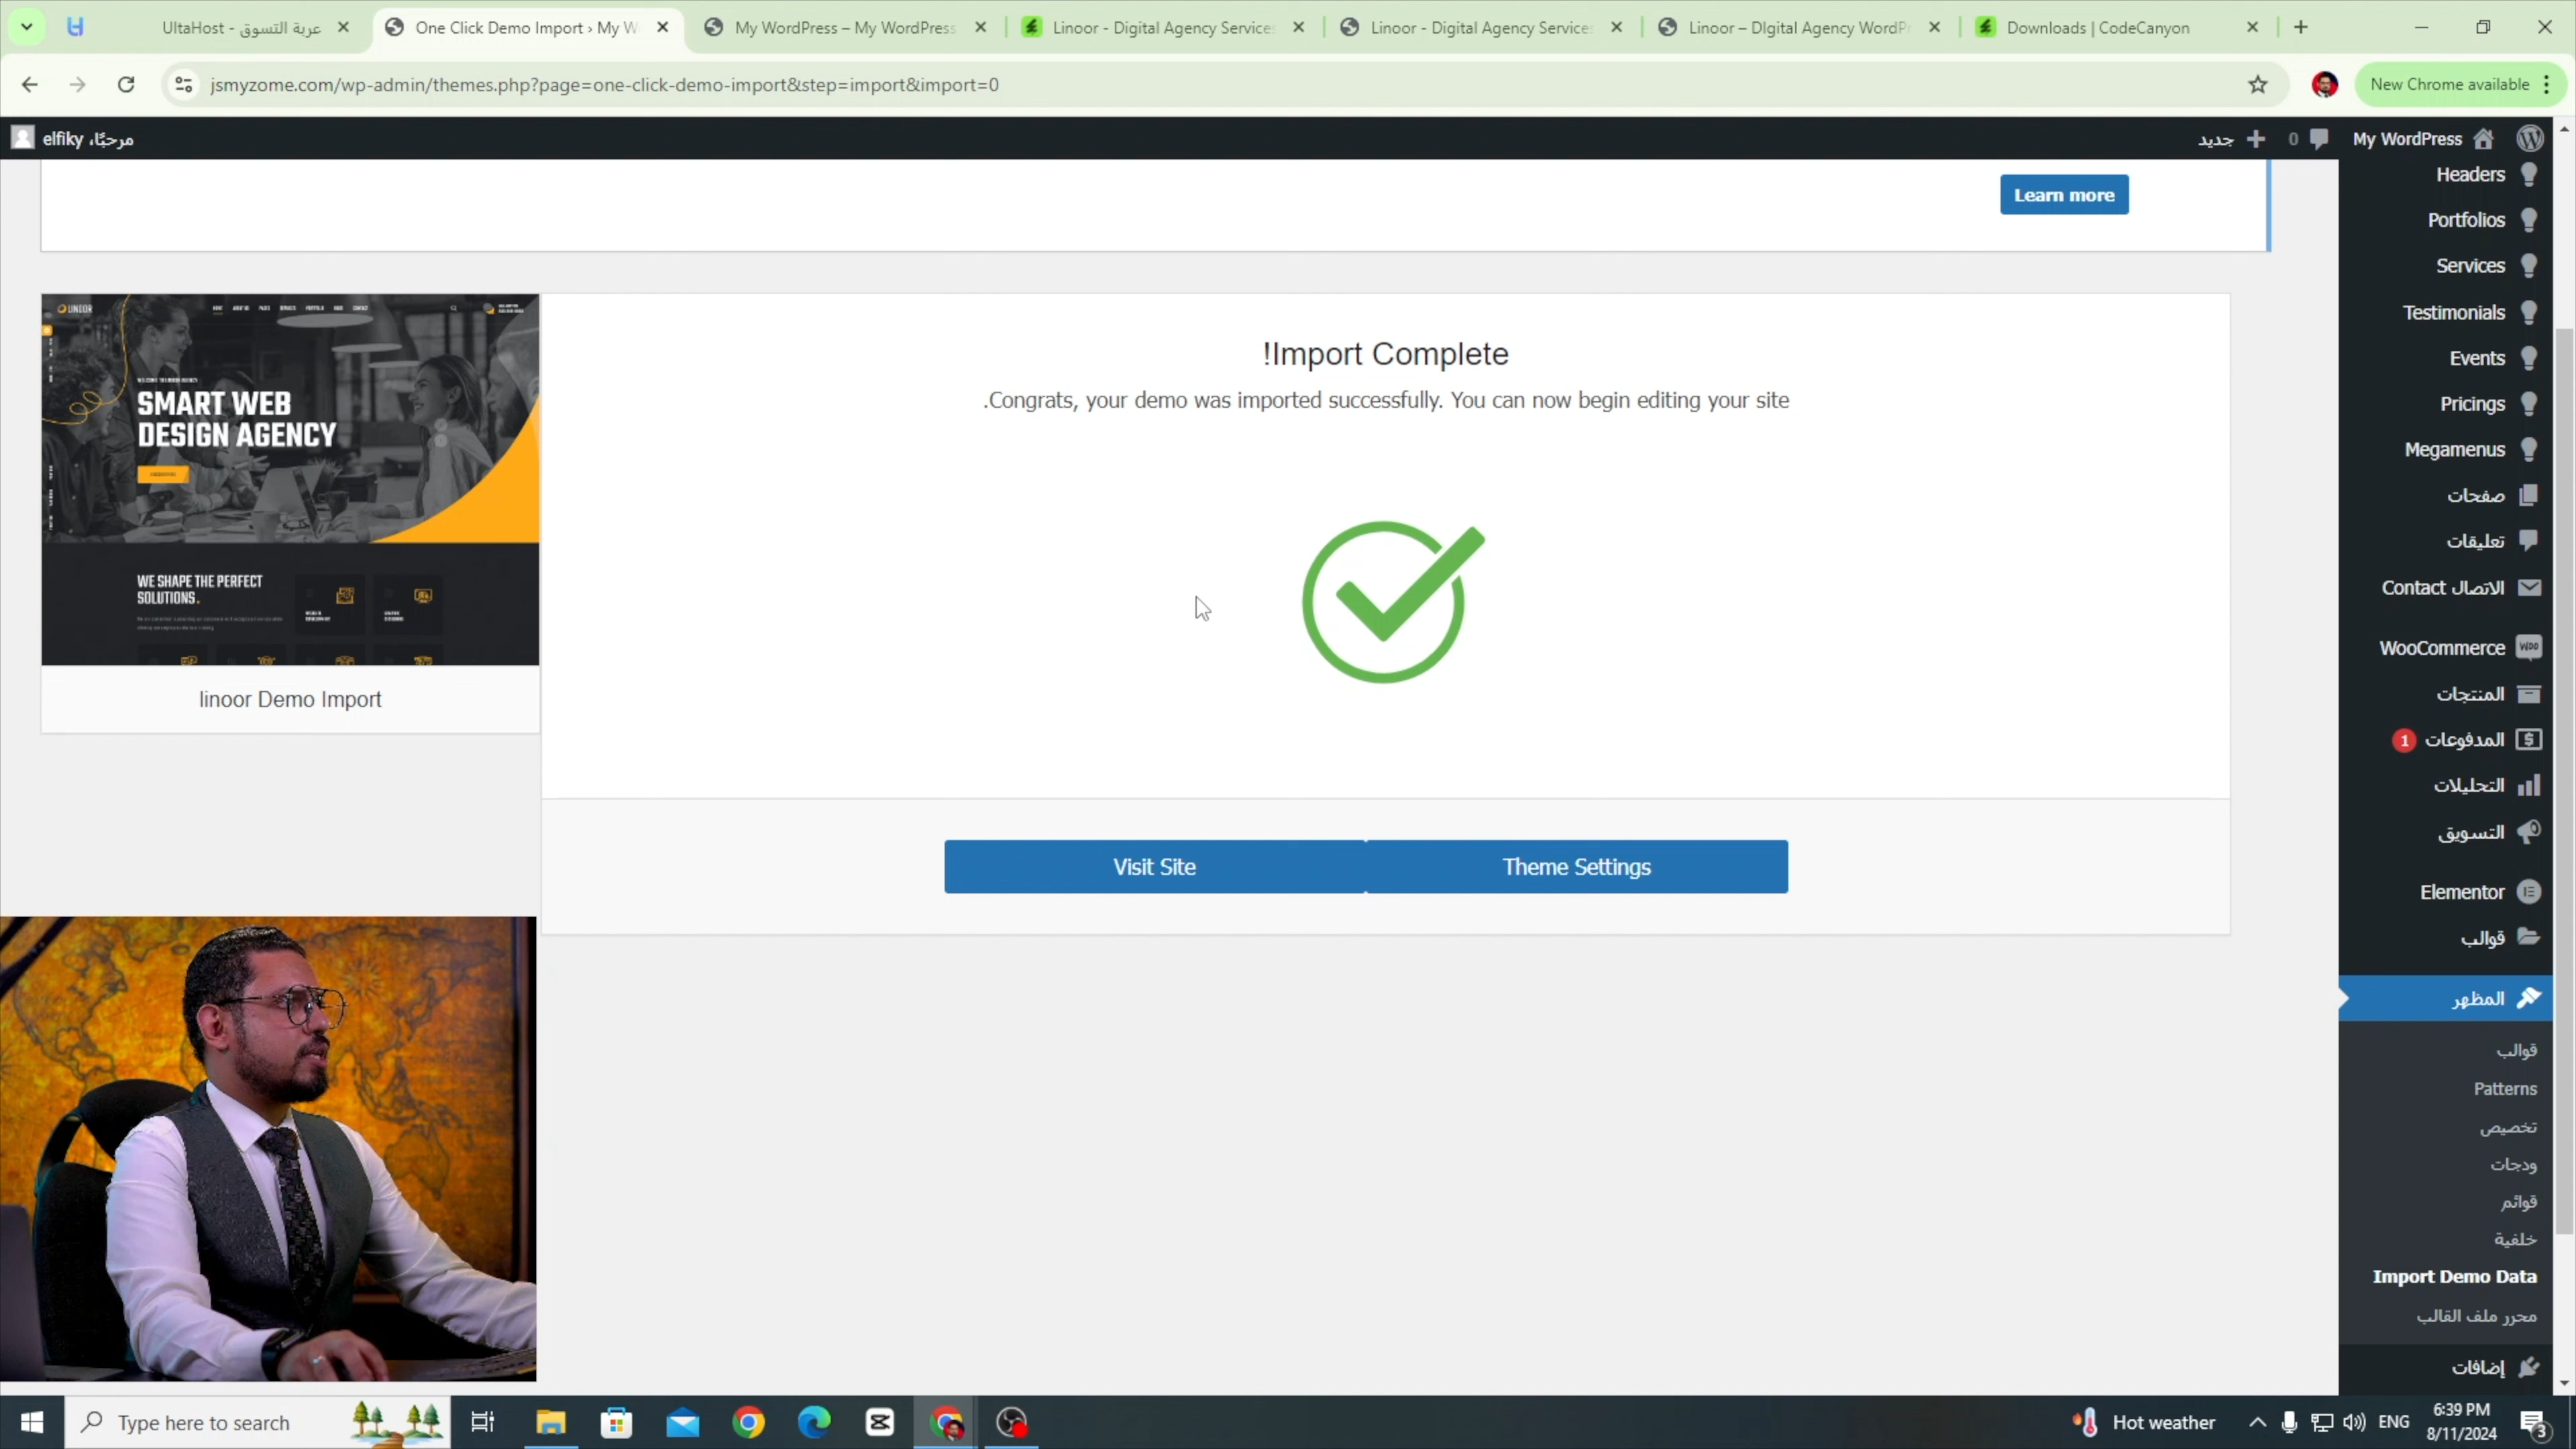 UltaHost - عربة التسوق
One Click Demo Import › My W
My WordPress – My WordPress
Linoor - Digital Agency Services
Linoor - Digital Agency Services
Linoor – DIgital Agency WordPr
Downloads | CodeCanyon
jsmyzome.com/wp-admin/themes.php?page=one-click-demo-import&step=import&import=0
New Chrome available
مرحبًا، elfiky
جديد
0
My WordPress
Learn more
LINOOR
SMART WEB
DESIGN AGENCY
WE SHAPE THE PERFECT
SOLUTIONS.
linoor Demo Import
!Import Complete
.Congrats, your demo was imported successfully. You can now begin editing your site
Visit Site
Theme Settings
Headers
Portfolios
Services
Testimonials
Events
Pricings
Megamenus
صفحات
تعليقات
الاتصال Contact
WooCommerce
المنتجات
المدفوعات 1
التحليلات
التسويق
Elementor
قوالب
المظهر
قوالب
Patterns
تخصيص
ودجات
قوائم
خلفية
Import Demo Data
محرر ملف القالب
إضافات
Type here to search
Hot weather
ENG
6:39 PM
8/11/2024
3